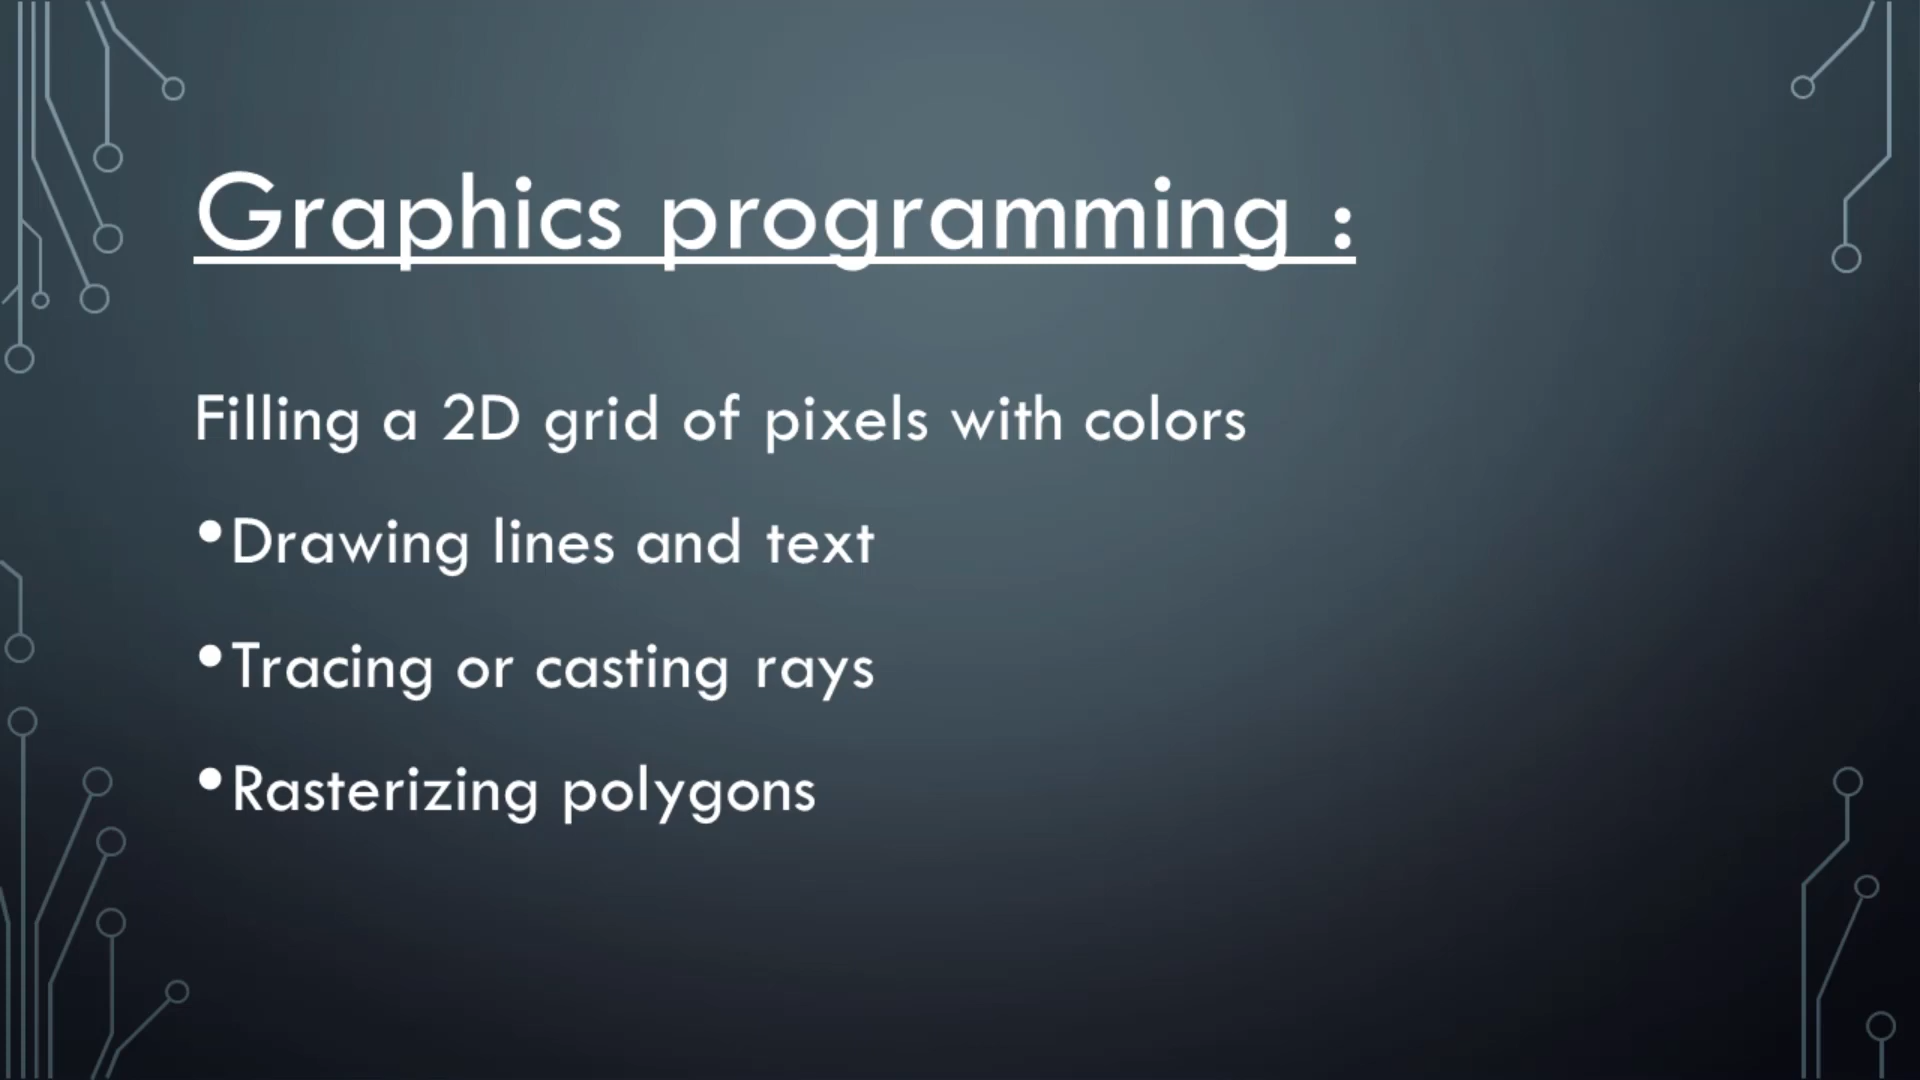 Graphics programming :
Filling a 2D grid of pixels with colors
•Drawing lines and text
•Tracing or casting rays
•Rasterizing polygons